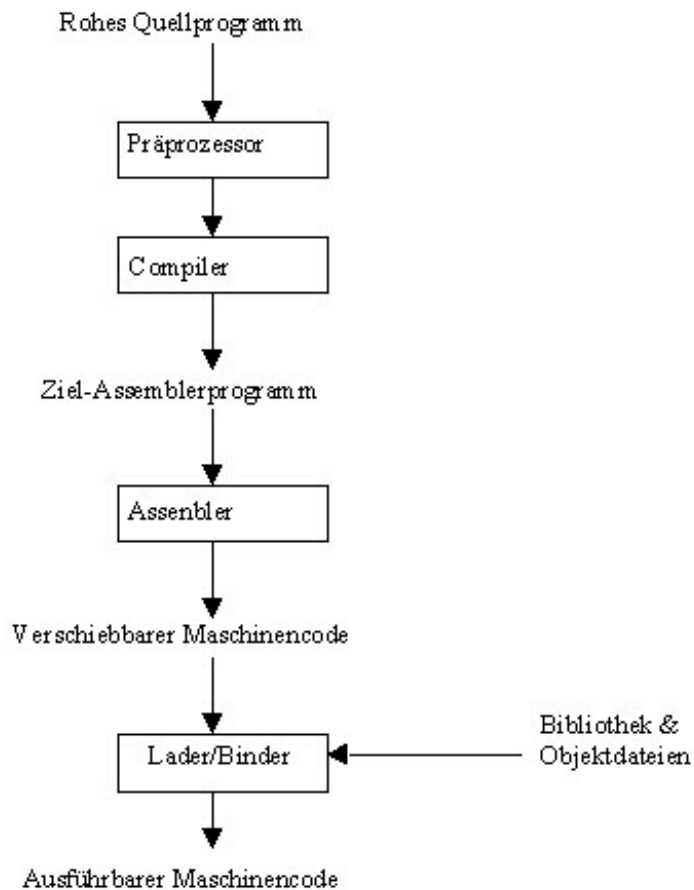 Rohes Quellprogramm
Präprozessor
Compiler
Ziel-Assemblerprogramm
Assenbler
Verschiebbarer Maschinencode
Lader/Binder
Bibliothek &
Objektdateien
Ausführbarer Maschinencode